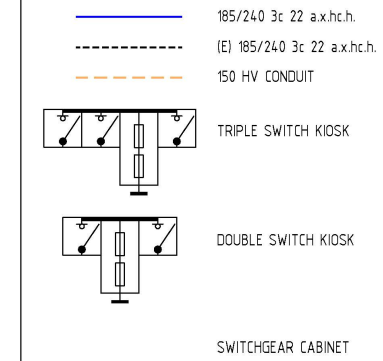 185/240 3c 22 a.x.hc.h.
(E) 185/240 3c 22 a.x.hc.h.
150 HV CONDUIT
TRIPLE SWITCH KIOSK
DOUBLE SWITCH KIOSK
SWITCHGEAR CABINET